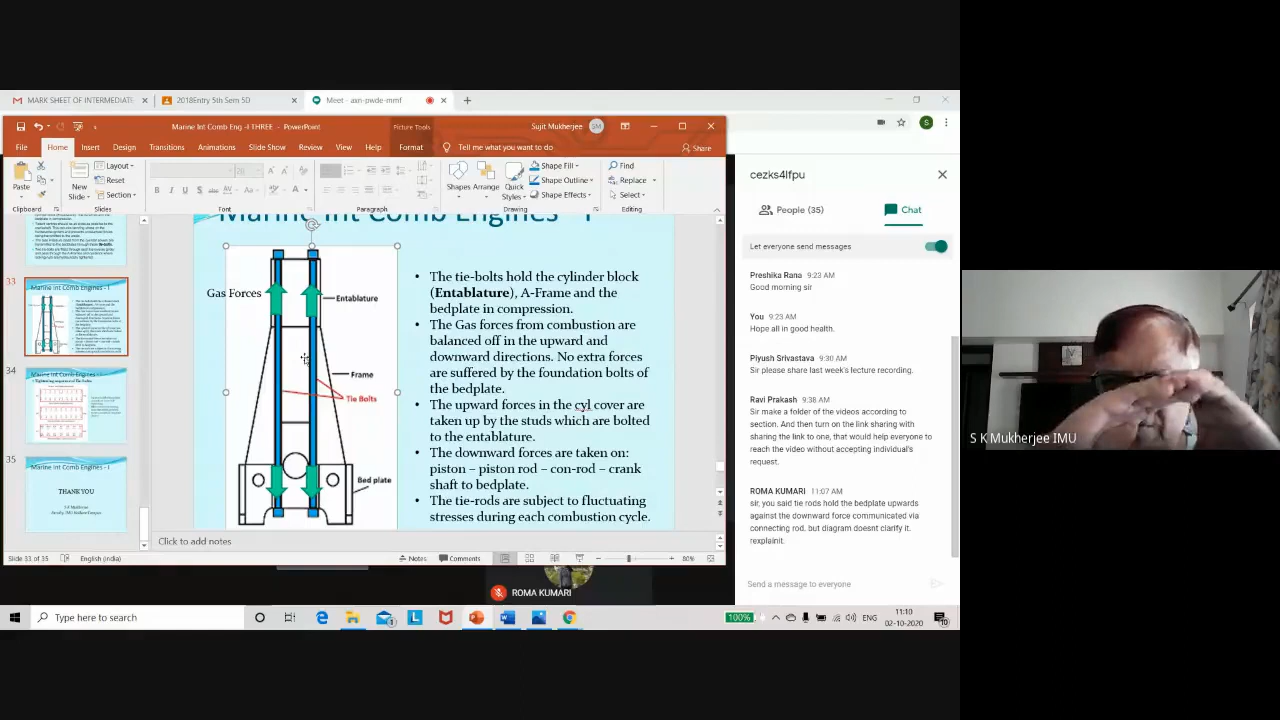 MARK SHEET OF INTERMEDIATE
2018Entry 5th Sem 5D
Meet - axn-pwde-mmf
Marine Int Comb Eng -I THREE - PowerPoint
Picture Tools
Sujit Mukherjee
SM
File
Home
Insert
Design
Transitions
Animations
Slide Show
Review
View
Help
Format
Tell me what you want to do
Share
Paste
New
Slide
Layout
Reset
Section
Shapes
Arrange
Quick
Styles
Shape Fill
Shape Outline
Shape Effects
Find
Replace
Select
Clipboard
Slides
Font
Paragraph
Drawing
Editing
33
34
35
Marine Int Comb Engines - I
THANK YOU
Marine Int Comb Engines - I
Gas Forces
Entablature
Frame
Tie Bolts
Bed plate
• The tie-bolts hold the cylinder block
(Entablature), A-Frame and the
bedplate in compression.
• The Gas forces from combustion are
balanced off in the upward and
downward directions. No extra forces
are suffered by the foundation bolts of
the bedplate.
• The upward forces in the cyl cover are
taken up by the studs which are bolted
to the entablature.
• The downward forces are taken on:
piston – piston rod – con-rod – crank
shaft to bedplate.
• The tie-rods are subject to fluctuating
stresses during each combustion cycle.
Click to add notes
Slide 33 of 35
English (India)
Notes
Comments
80%
ROMA KUMARI
cezks4lfpu
People (35)
Chat
Let everyone send messages
Preshika Rana 9:23 AM
Good morning sir
You 9:23 AM
Hope all in good health.
Piyush Srivastava 9:30 AM
Sir please share last week's lecture recording.
Ravi Prakash 9:38 AM
Sir make a folder of the videos according to
section. And then turn on the link sharing with
sharing the link to one, that would help everyone to
reach the video without accepting individual's
request.
ROMA KUMARI 11:07 AM
sir, you said tie rods hold the bedplate upwards
against the downward force communicated via
connecting rod. but diagram doesnt clarify it.
rexplainit.
Send a message to everyone
S K Mukherjee IMU
Type here to search
100%
ENG
11:10
02-10-2020